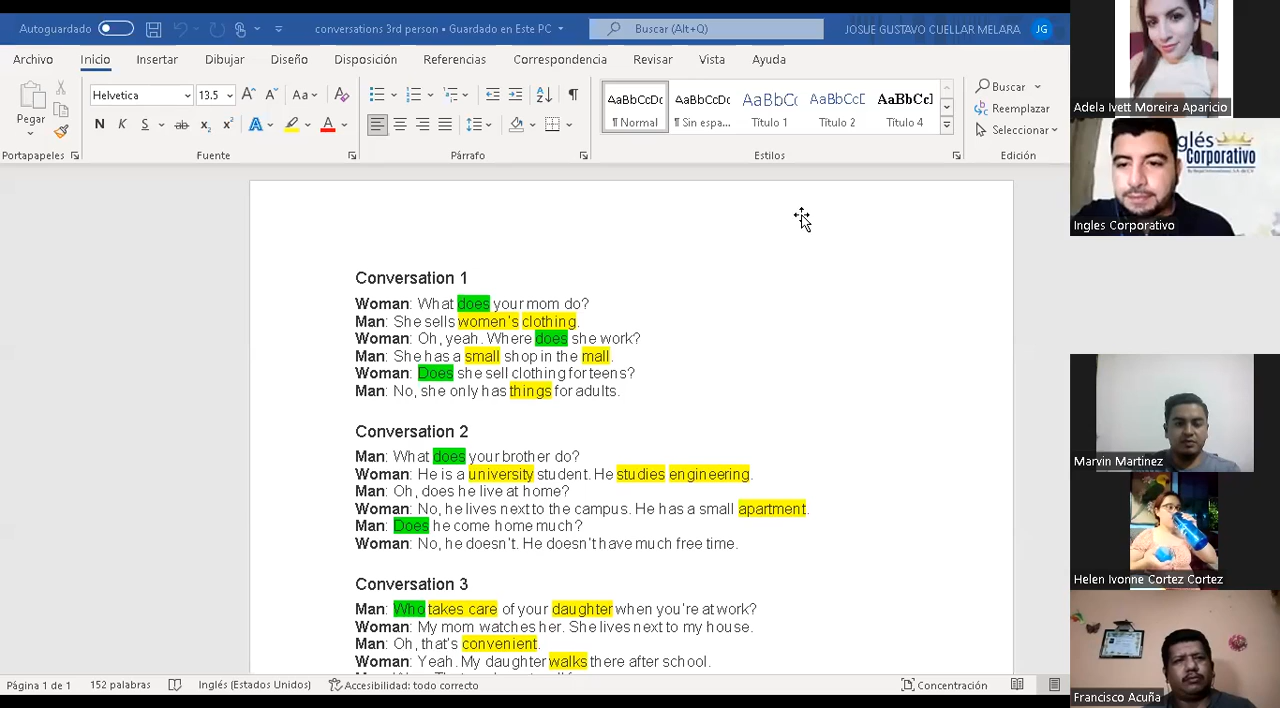 Autoguardado
conversations 3rd person • Guardado en Este PC
Buscar (Alt+Q)
JOSUE GUSTAVO CUELLAR MELARA
JG
Archivo Inicio Insertar Dibujar Diseño Disposición Referencias Correspondencia Revisar Vista Ayuda
Pegar
Portapapeles
Helvetica 13.5
N K S ab
Fuente
Párrafo
AaBbCcDc AaBbCcDc AaBbCc AaBbCcD AaBbCcI
¶ Normal ¶ Sin espa... Título 1 Título 2 Título 4
Estilos
Buscar
Reemplazar
Seleccionar
Edición
Conversation 1
Woman: What does your mom do?
Man: She sells women's clothing.
Woman: Oh, yeah. Where does she work?
Man: She has a small shop in the mall.
Woman: Does she sell clothing for teens?
Man: No, she only has things for adults.
Conversation 2
Man: What does your brother do?
Woman: He is a university student. He studies engineering.
Man: Oh, does he live at home?
Woman: No, he lives next to the campus. He has a small apartment.
Man: Does he come home much?
Woman: No, he doesn't. He doesn't have much free time.
Conversation 3
Man: Who takes care of your daughter when you're at work?
Woman: My mom watches her. She lives next to my house.
Man: Oh, that's convenient.
Woman: Yeah. My daughter walks there after school.
Página 1 de 1
152 palabras
Inglés (Estados Unidos)
Accesibilidad: todo correcto
Concentración
Adela Ivett Moreira Aparicio
glés
Corporativo
Ingles Corporativo
Marvin Martinez
Helen Ivonne Cortez Cortez
Francisco Acuña